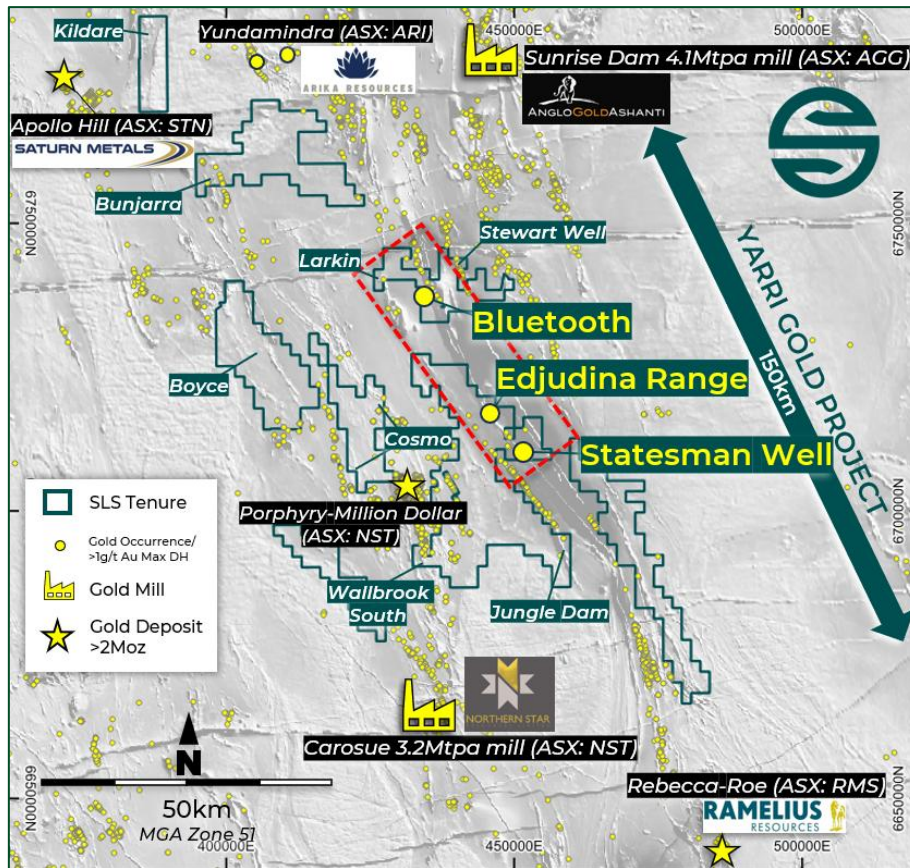 Kildare
Yundamindra (ASX: ARI)
ARIKA RESOURCES
450000E
500000E
Sunrise Dam 4.1Mtpa mill (ASX: AGG)
ANGLOGOLDASHANTI
Apollo Hill (ASX: STN)
SATURN METALS
Bunjarra
6750000N
6750000N
Stewart Well
Larkin
Bluetooth
YARRI GOLD PROJECT
150km
Boyce
Edjudina Range
Cosmo
Statesman Well
SLS Tenure
Gold Occurrence/
>1g/t Au Max DH
Gold Mill
Gold Deposit
>2Moz
Porphyry-Million Dollar
(ASX: NST)
6700000N
Wallbrook
South
Jungle Dam
NORTHERN STAR
Carosue 3.2Mtpa mill (ASX: NST)
N
50km
MGA Zone 51
Rebecca-Roe (ASX: RMS)
RAMELIUS
RESOURCES
6650000N
6650000N
400000E
450000E
500000E